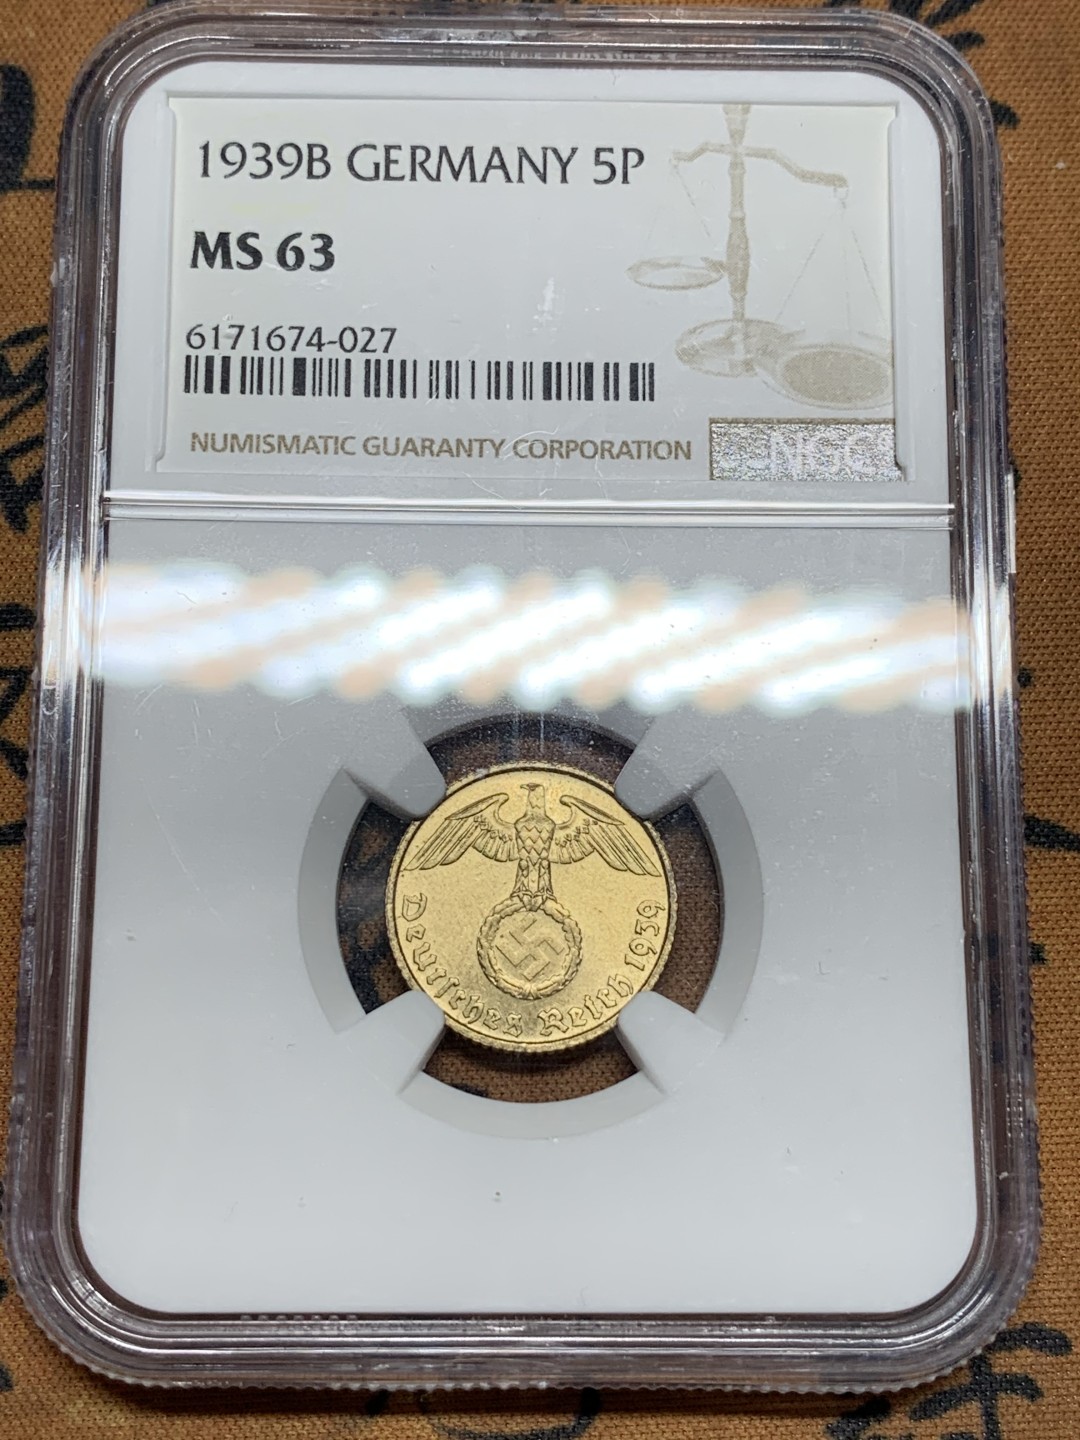 1939B GERMANY 5P
MS 63
6171674-027
NUMISMATIC GUARANTY CORPORATION
NGC
Deutsches Reich 1939